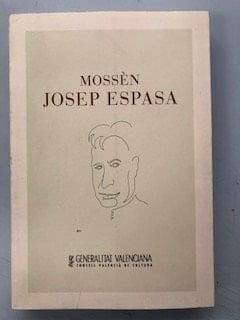 MOSSÈN
JOSEP ESPASA
GENERALITAT VALENCIANA
CONSELL VALENCIÀ DE CULTURA